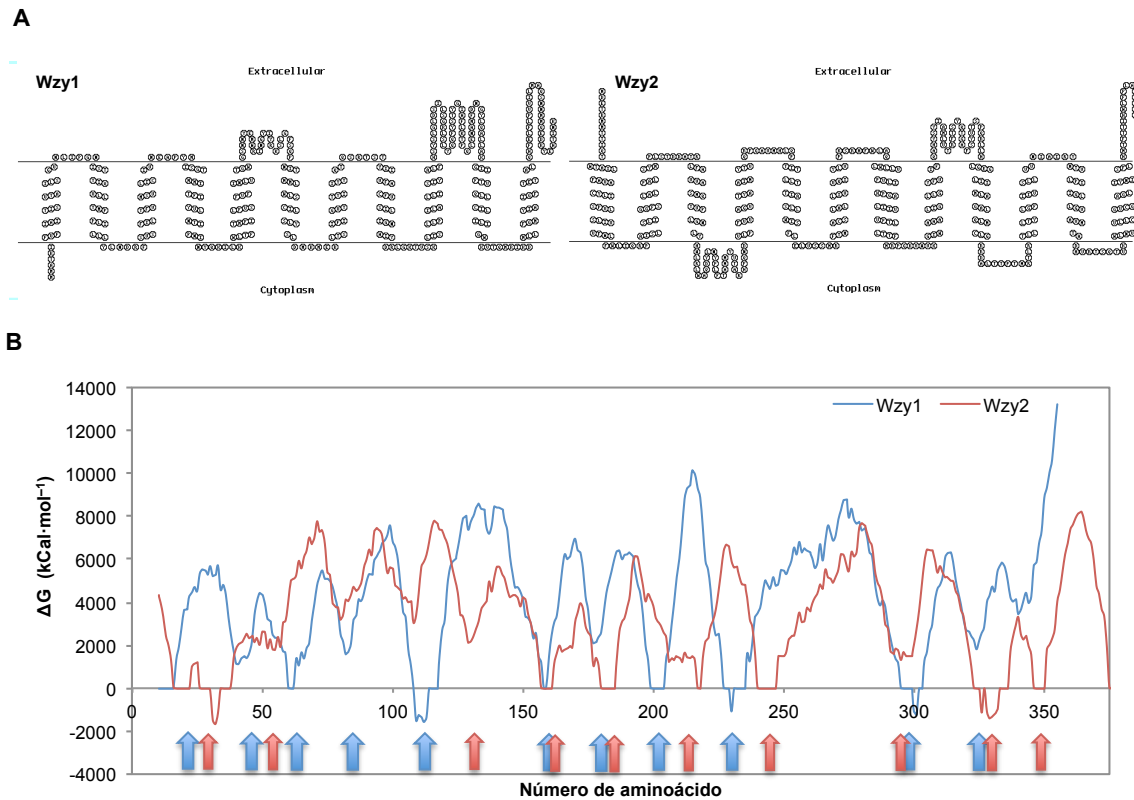 A
Wzy1
Extracellular
Cytoplasm
Wzy2
Extracellular
Cytoplasm
B
14000
12000
10000
8000
6000
4000
2000
0
-2000
-4000
ΔG (kCal·mol⁻¹)
Wzy1 Wzy2
0 50 100 150 200 250 300 350
Número de aminoácido